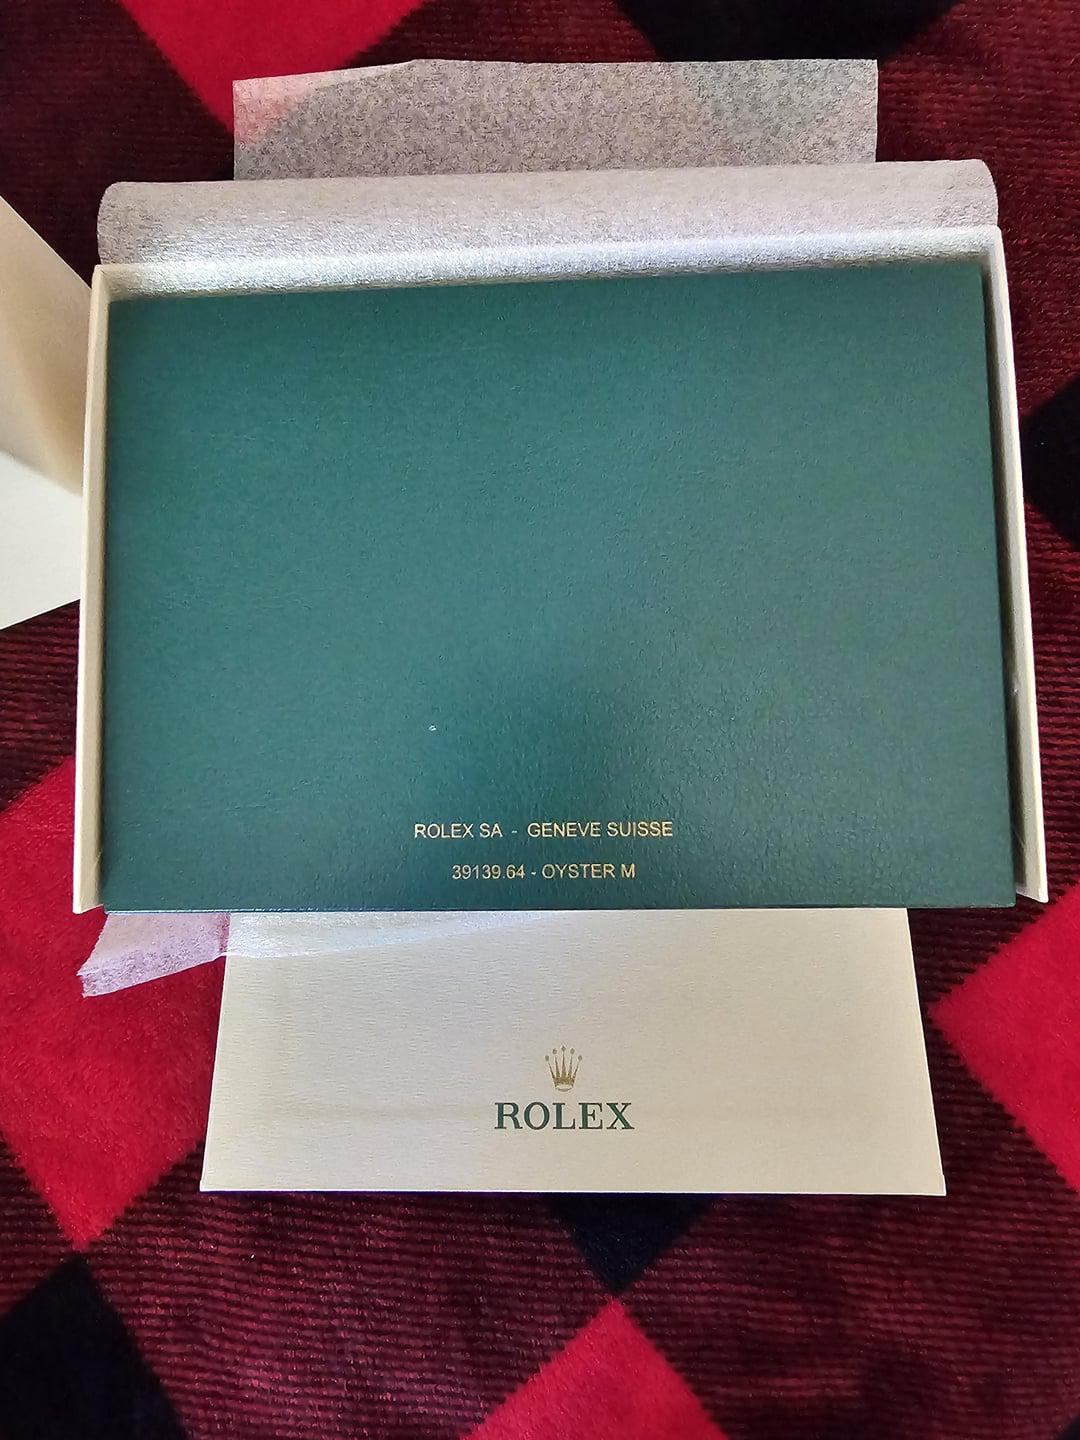 ROLEX SA - GENEVE SUISSE
39139.64 - OYSTER M
ROLEX